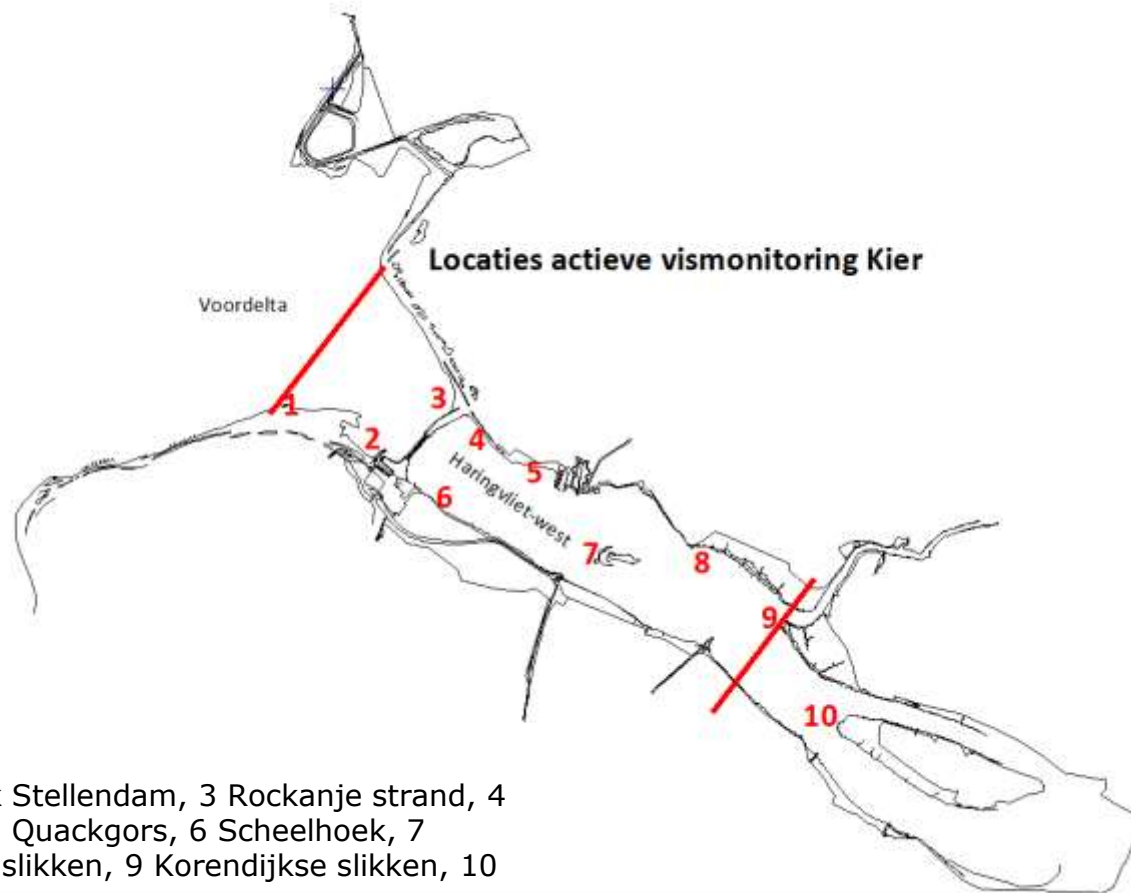 Locaties actieve vismonitoring Kier
Voordelta
1
3
2
4
5
Haringvliet-west
6
7
8
9
10
Stellendam, 3 Rockanje strand, 4
Quackgors, 6 Scheelhoek, 7
slikken, 9 Korendijkse slikken, 10